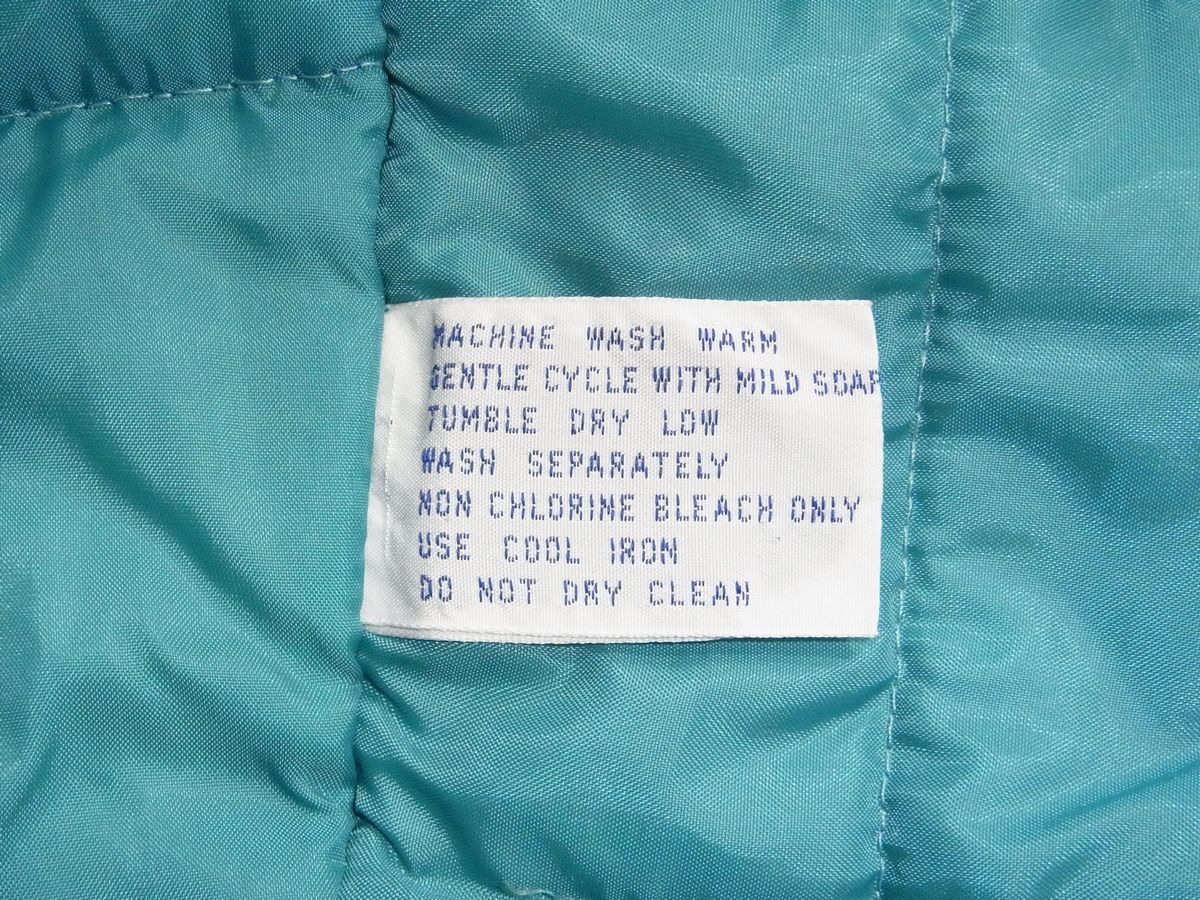 MACHINE WASH WARM
GENTLE CYCLE WITH MILD SOAP
TUMBLE DRY LOW
WASH SEPARATELY
NON CHLORINE BLEACH ONLY
USE COOL IRON
DO NOT DRY CLEAN